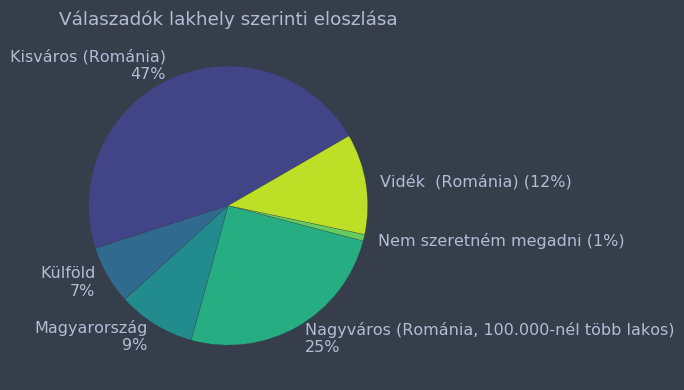 Válaszadók lakhely szerinti eloszlása
Kisváros (Románia)
47%
Vidék  (Románia) (12%)
Nem szeretném megadni (1%)
Külföld
7%
Magyarország
9%
Nagyváros (Románia, 100.000-nél több lakos)
25%